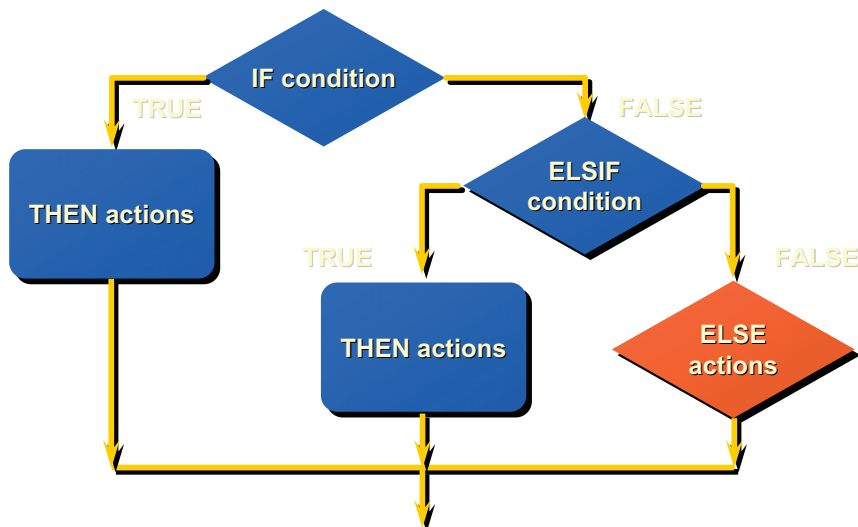 IF condition
TRUE
FALSE
ELSIF
condition
THEN actions
TRUE
FALSE
THEN actions
ELSE
actions